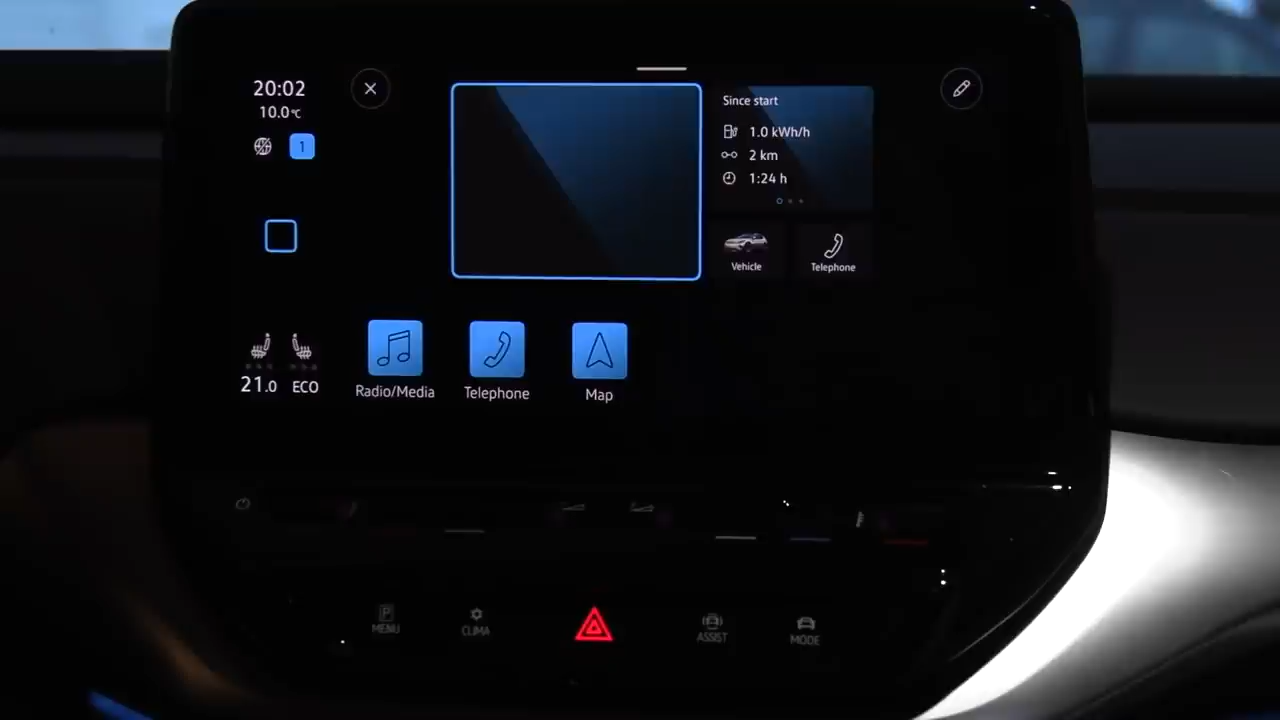 20:02
10.0°C
1
Since start
1.0 kWh/h
2 km
1:24 h
Vehicle
Telephone
21.0 ECO
Radio/Media
Telephone
Map
P
MENU
CLIMA
ASSIST
MODE